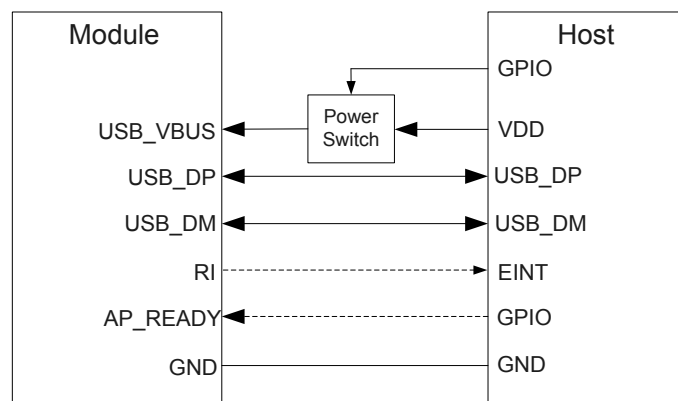 Module
Host
GPIO
Power
Switch
USB_VBUS
VDD
USB_DP
USB_DP
USB_DM
USB_DM
RI
EINT
AP_READY
GPIO
GND
GND